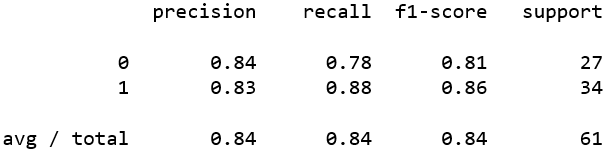 precision recall f1-score support
0 0.84 0.78 0.81 27
1 0.83 0.88 0.86 34
avg / total 0.84 0.84 0.84 61